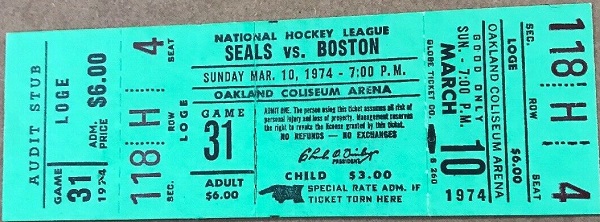 AUDIT STUB
LOGE
$6.00
ADM. PRICE
GAME
31
1974
4
SEAT
H
ROW
118
SEC.
NATIONAL HOCKEY LEAGUE
SEALS vs. BOSTON
SUNDAY MAR. 10, 1974 - 7:00 P.M.
OAKLAND COLISEUM ARENA
LOGE
GAME
31
ADULT
$6.00
ADMIT ONE. The person using this ticket assumes all risk of
personal injury and loss of property. Management reserves
the right to revoke the license granted by this ticket.
NO REFUNDS — NO EXCHANGES
PRESIDENT
CHILD $3.00
SPECIAL RATE ADM. IF
TICKET TORN HERE
GLOBE TICKET CO.
260
MARCH
10
1974
SUN. - 7:00 P.M.
GOOD ONLY
OAKLAND COLISEUM ARENA
LOGE
$6.00
SEC.
118
ROW
H
SEAT
4